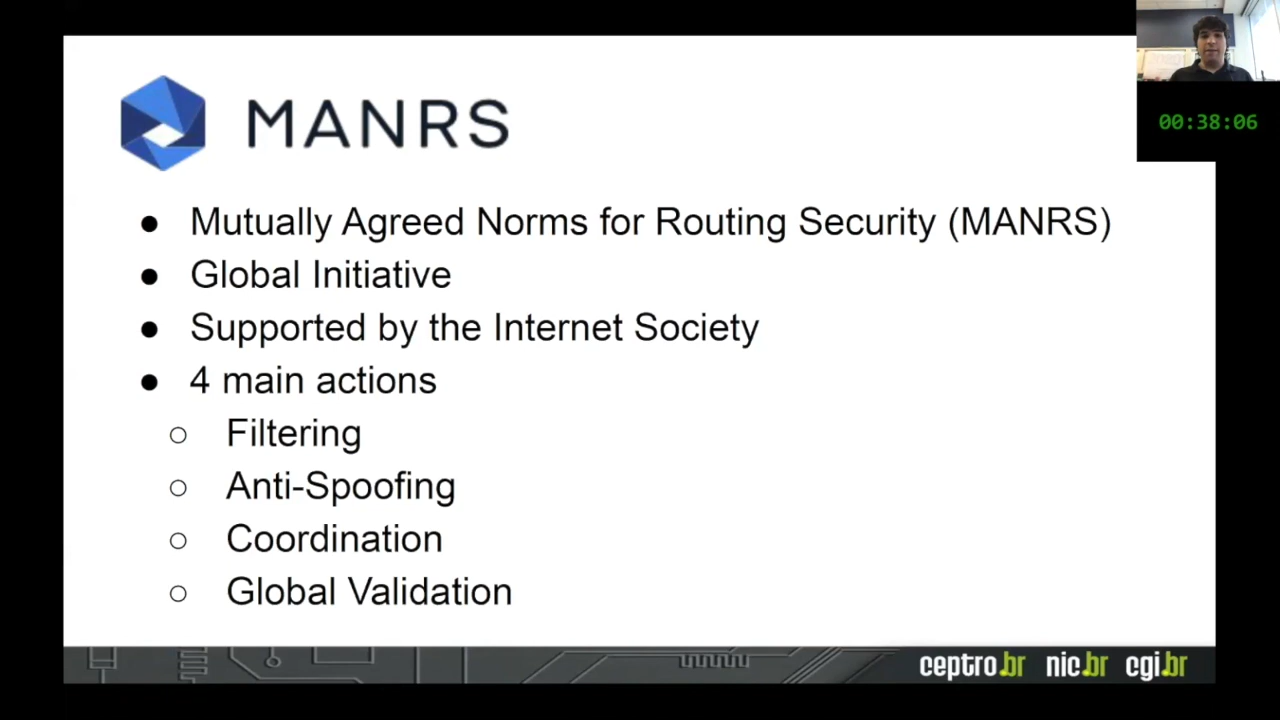 MANRS
00:38:06
● Mutually Agreed Norms for Routing Security (MANRS)
● Global Initiative
● Supported by the Internet Society
● 4 main actions
○ Filtering
○ Anti-Spoofing
○ Coordination
○ Global Validation
ceptro.br nic.br cgi.br